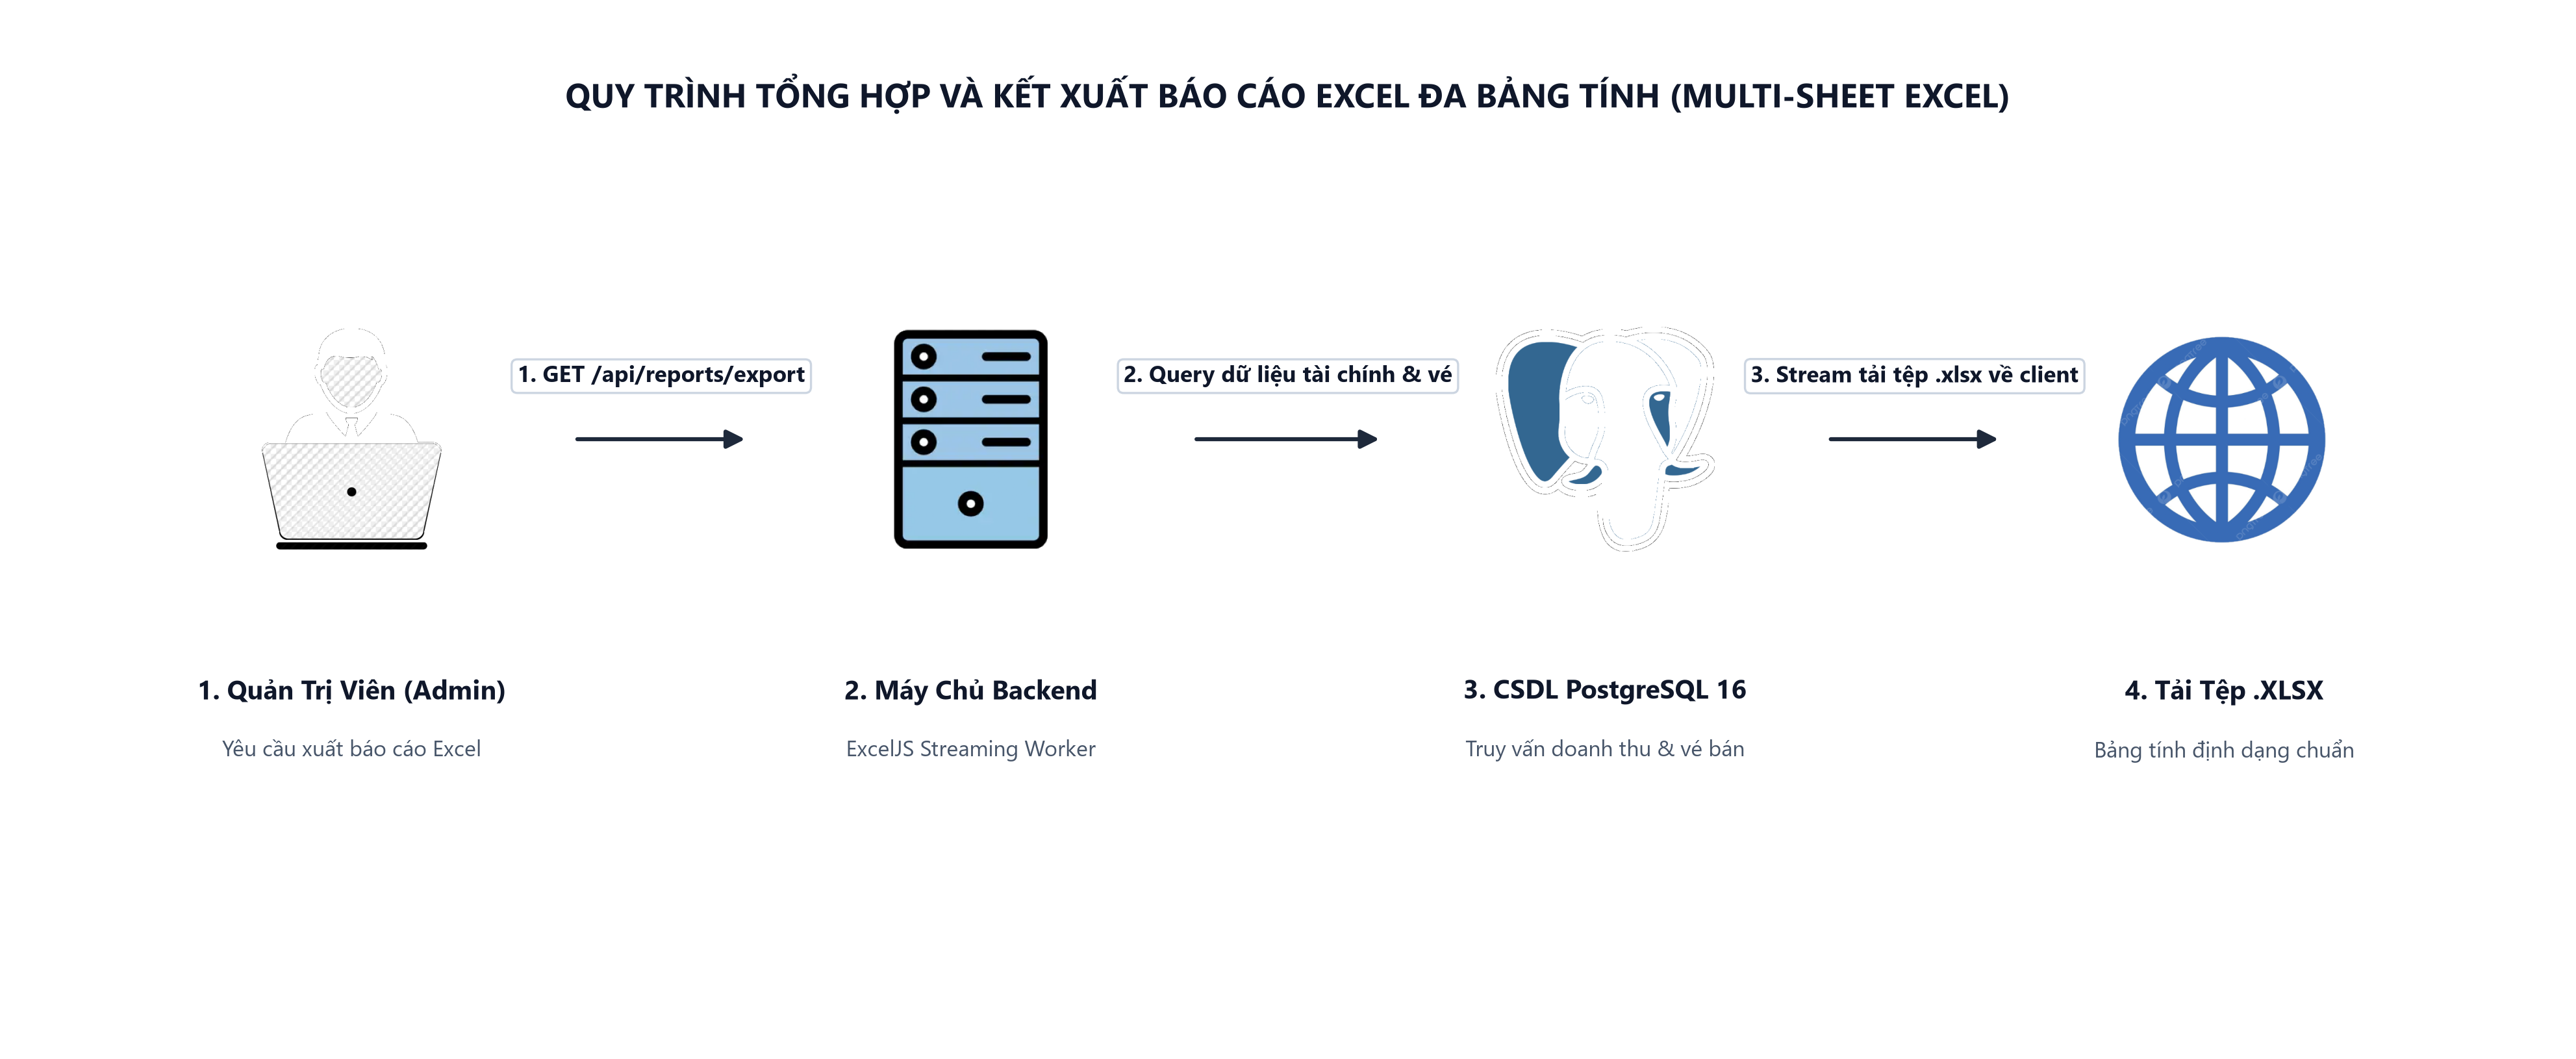 QUY TRÌNH TỔNG HỢP VÀ KẾT XUẤT BÁO CÁO EXCEL ĐA BẢNG TÍNH (MULTI-SHEET EXCEL)
1. GET /api/reports/export
2. Query dữ liệu tài chính & vé
3. Stream tải tệp .xlsx về client
1. Quản Trị Viên (Admin)
Yêu cầu xuất báo cáo Excel
2. Máy Chủ Backend
ExcelJS Streaming Worker
3. CSDL PostgreSQL 16
Truy vấn doanh thu & vé bán
4. Tải Tệp .XLSX
Bảng tính định dạng chuẩn